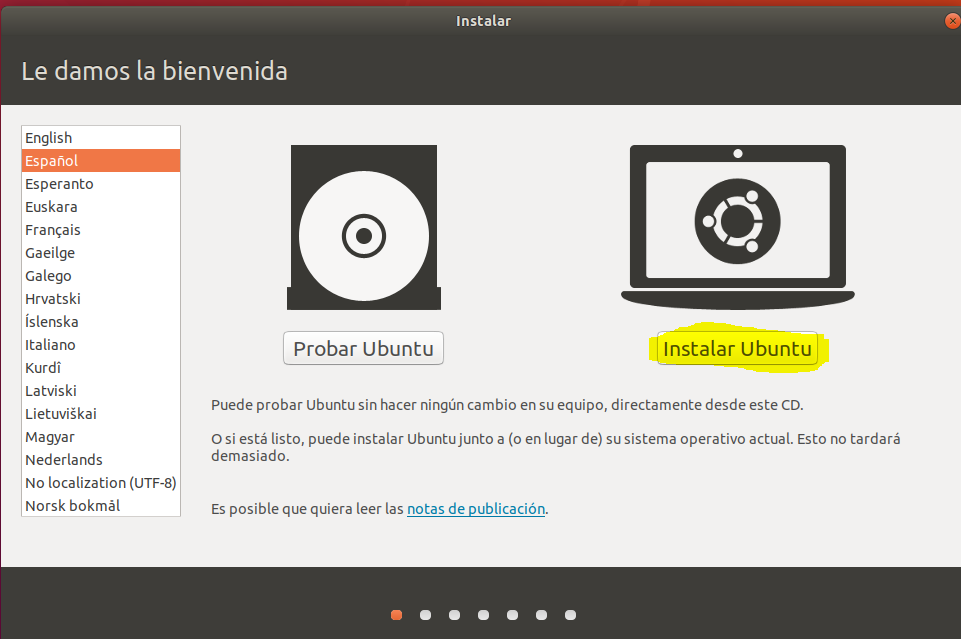 Instalar
Le damos la bienvenida
English
Español
Esperanto
Euskara
Français
Gaeilge
Galego
Hrvatski
Íslenska
Italiano
Kurdî
Latviski
Lietuviškai
Magyar
Nederlands
No localization (UTF-8)
Norsk bokmål
Probar Ubuntu
Instalar Ubuntu
Puede probar Ubuntu sin hacer ningún cambio en su equipo, directamente desde este CD.
O si está listo, puede instalar Ubuntu junto a (o en lugar de) su sistema operativo actual. Esto no tardará
demasiado.
Es posible que quiera leer las notas de publicación.